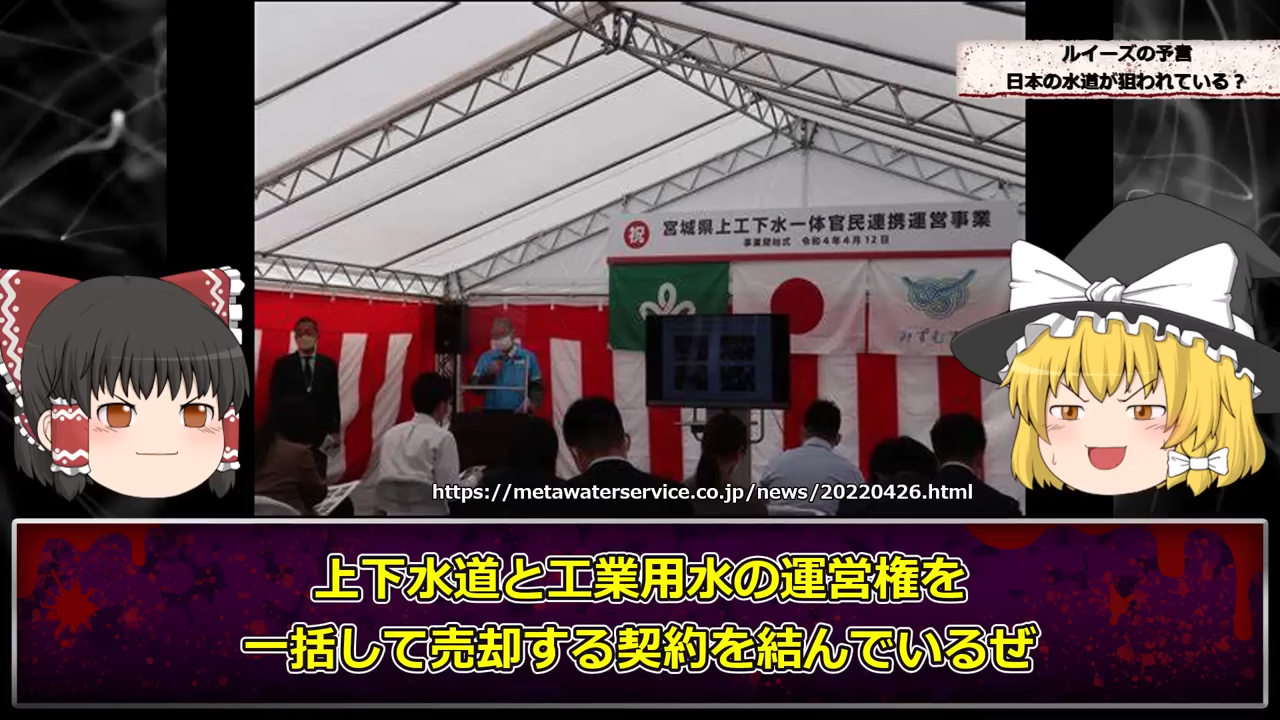 ルイーズの予言
日本の水道が狙われている?
祝
宮城県上工下水一体官民連携運営事業
事業開始式 令和4年4月12日
みずむす
https://metawaterservice.co.jp/news/20220426.html
上下水道と工業用水の運営権を
一括して売却する契約を結んでいるぜ